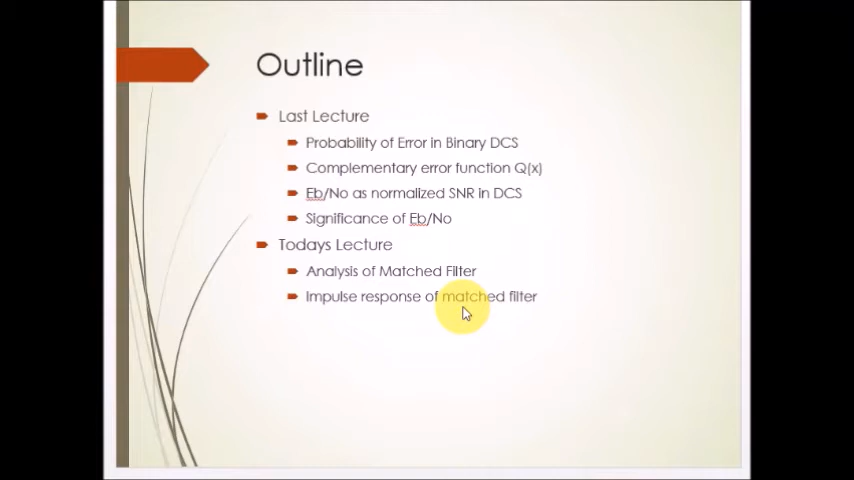 Outline
Last Lecture
Probability of Error in Binary DCS
Complementary error function Q(x)
Eb/No as normalized SNR in DCS
Significance of Eb/No
Todays Lecture
Analysis of Matched Filter
Impulse response of matched filter